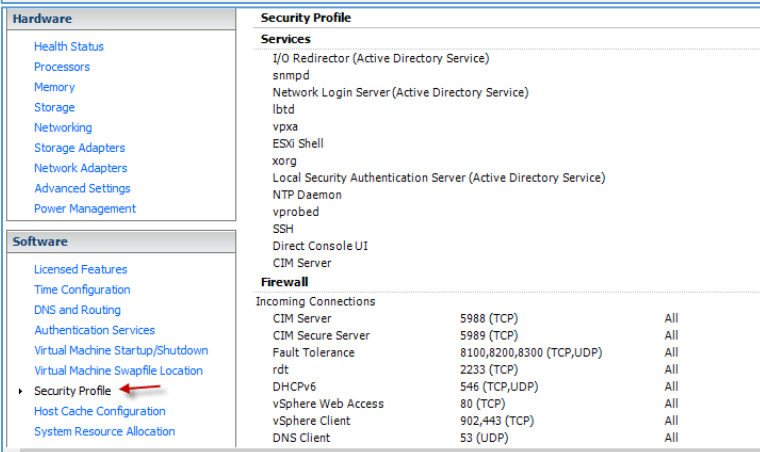 Hardware
Health Status
Processors
Memory
Storage
Networking
Storage Adapters
Network Adapters
Advanced Settings
Power Management
Software
Licensed Features
Time Configuration
DNS and Routing
Authentication Services
Virtual Machine Startup/Shutdown
Virtual Machine Swapfile Location
Security Profile
Host Cache Configuration
System Resource Allocation
Security Profile
Services
I/O Redirector (Active Directory Service)
snmpd
Network Login Server (Active Directory Service)
lbtd
vpxa
ESXi Shell
xorg
Local Security Authentication Server (Active Directory Service)
NTP Daemon
vprobed
SSH
Direct Console UI
CIM Server
Firewall
Incoming Connections
CIM Server 5988 (TCP) All
CIM Secure Server 5989 (TCP) All
Fault Tolerance 8100,8200,8300 (TCP,UDP) All
rdt 2233 (TCP) All
DHCPv6 546 (TCP,UDP) All
vSphere Web Access 80 (TCP) All
vSphere Client 902,443 (TCP) All
DNS Client 53 (UDP) All